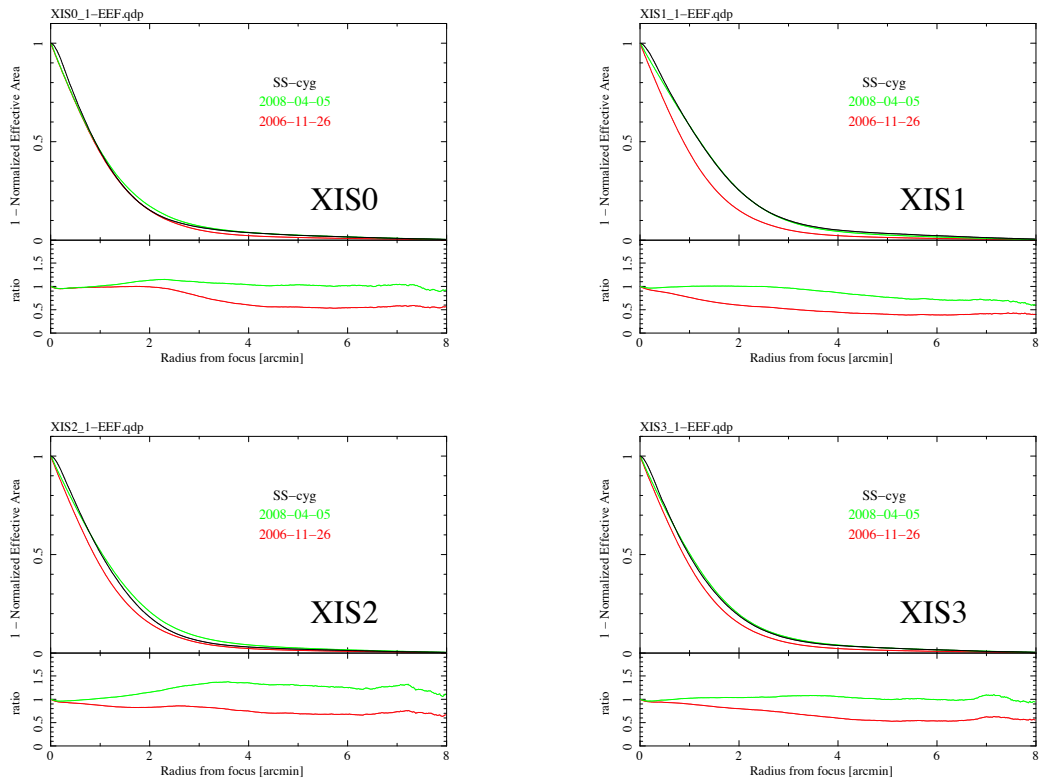 XIS0_1−EEF.qdp
1 − Normalized Effective Area
1
0.5
0
SS−cyg
2008−04−05
2006−11−26
XIS0
ratio
1.5
1
0.5
0
0 2 4 6 8
Radius from focus [arcmin]
XIS1_1−EEF.qdp
1 − Normalized Effective Area
1
0.5
0
SS−cyg
2008−04−05
2006−11−26
XIS1
ratio
1.5
1
0.5
0
0 2 4 6 8
Radius from focus [arcmin]
XIS2_1−EEF.qdp
1 − Normalized Effective Area
1
0.5
0
SS−cyg
2008−04−05
2006−11−26
XIS2
ratio
1.5
1
0.5
0
0 2 4 6 8
Radius from focus [arcmin]
XIS3_1−EEF.qdp
1 − Normalized Effective Area
1
0.5
0
SS−cyg
2008−04−05
2006−11−26
XIS3
ratio
1.5
1
0.5
0
0 2 4 6 8
Radius from focus [arcmin]